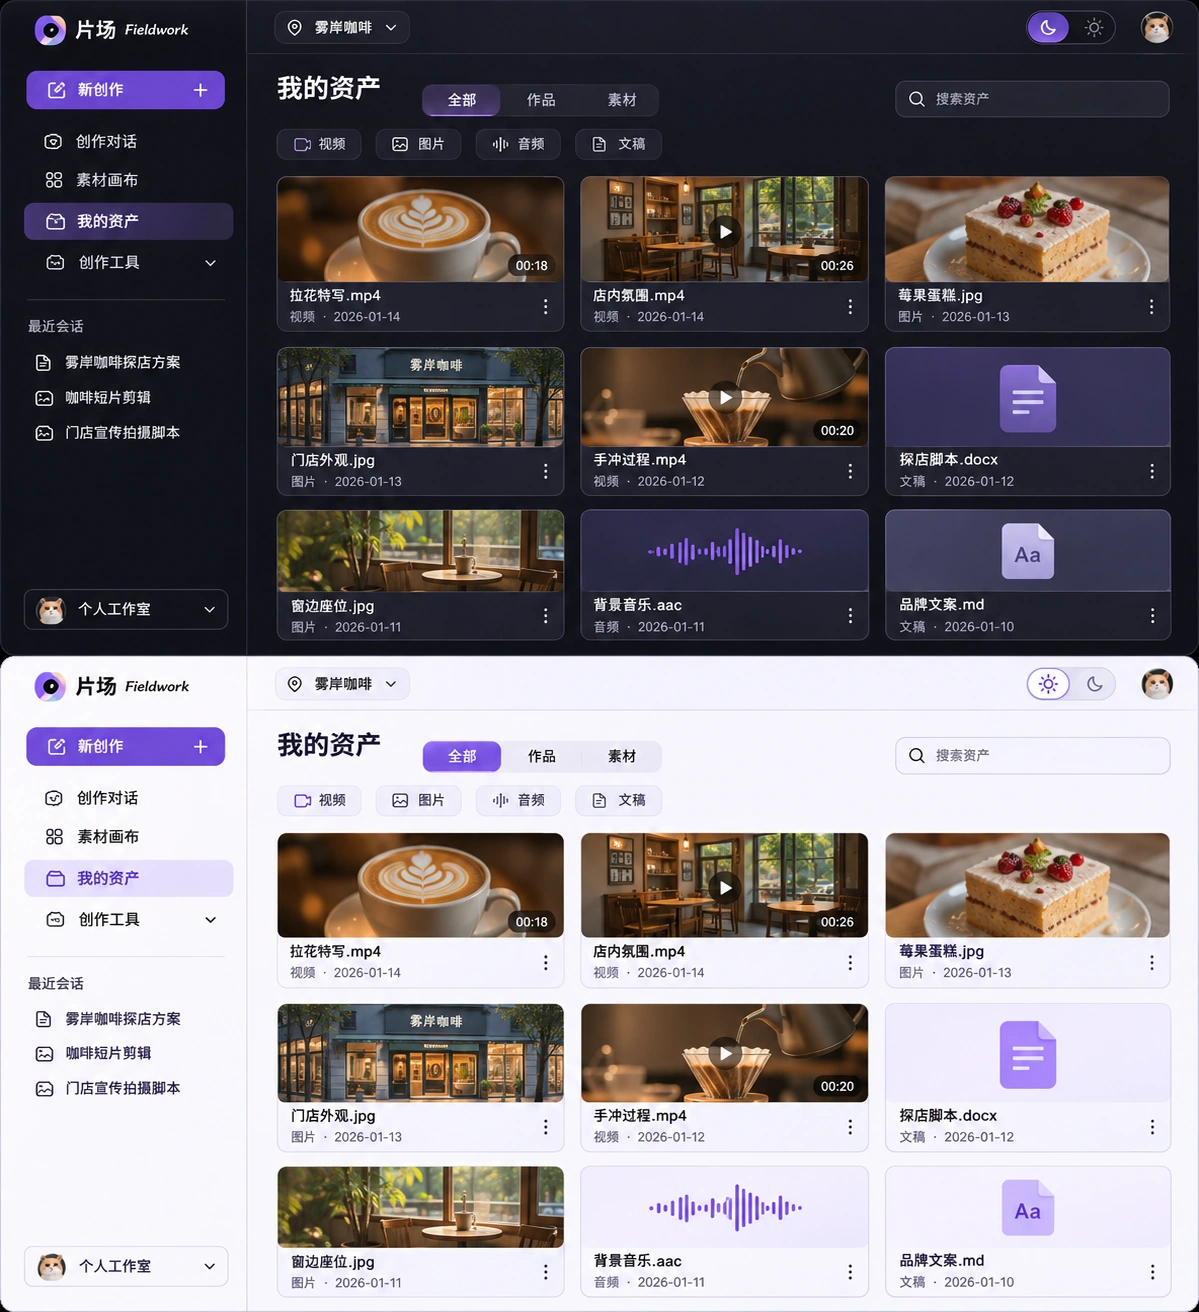 片场 Fieldwork
雾岸咖啡
新创作
创作对话
素材画布
我的资产
创作工具
最近会话
雾岸咖啡探店方案
咖啡短片剪辑
门店宣传拍摄脚本
个人工作室
我的资产
全部 作品 素材
搜索资产
视频 图片 音频 文稿
00:18
拉花特写.mp4
视频 · 2026-01-14
00:26
店内氛围.mp4
视频 · 2026-01-14
莓果蛋糕.jpg
图片 · 2026-01-13
雾岸咖啡
门店外观.jpg
图片 · 2026-01-13
00:20
手冲过程.mp4
视频 · 2026-01-12
探店脚本.docx
文稿 · 2026-01-12
窗边座位.jpg
图片 · 2026-01-11
背景音乐.aac
音频 · 2026-01-11
Aa
品牌文案.md
文稿 · 2026-01-10
片场 Fieldwork
雾岸咖啡
新创作
创作对话
素材画布
我的资产
创作工具
最近会话
雾岸咖啡探店方案
咖啡短片剪辑
门店宣传拍摄脚本
个人工作室
我的资产
全部 作品 素材
搜索资产
视频 图片 音频 文稿
00:18
拉花特写.mp4
视频 · 2026-01-14
00:26
店内氛围.mp4
视频 · 2026-01-14
莓果蛋糕.jpg
图片 · 2026-01-13
雾岸咖啡
门店外观.jpg
图片 · 2026-01-13
00:20
手冲过程.mp4
视频 · 2026-01-12
探店脚本.docx
文稿 · 2026-01-12
窗边座位.jpg
图片 · 2026-01-11
背景音乐.aac
音频 · 2026-01-11
Aa
品牌文案.md
文稿 · 2026-01-10